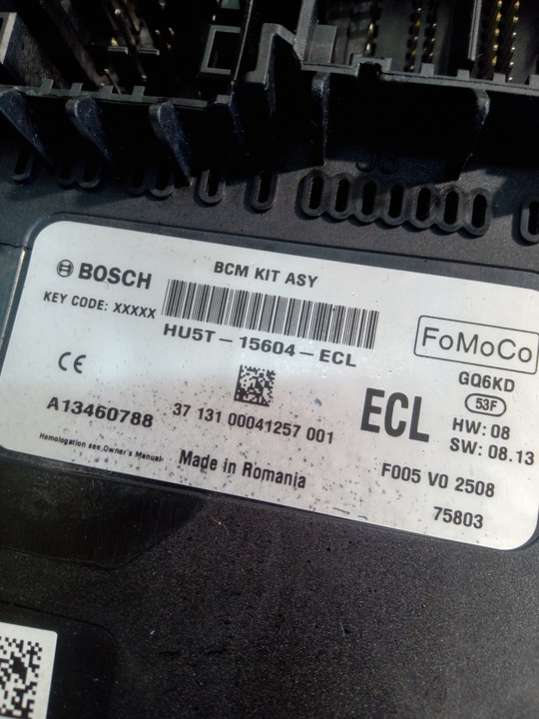 BOSCH
BCM KIT ASY
KEY CODE: XXXXX
HU5T-15604-ECL
FoMoCo
GQ6KD
53F
CE
A13460788
37 131 00041257 001
ECL
HW: 08
SW: 08.13
Homologation see Owner's Manual
Made in Romania
F005 V0 2508
75803